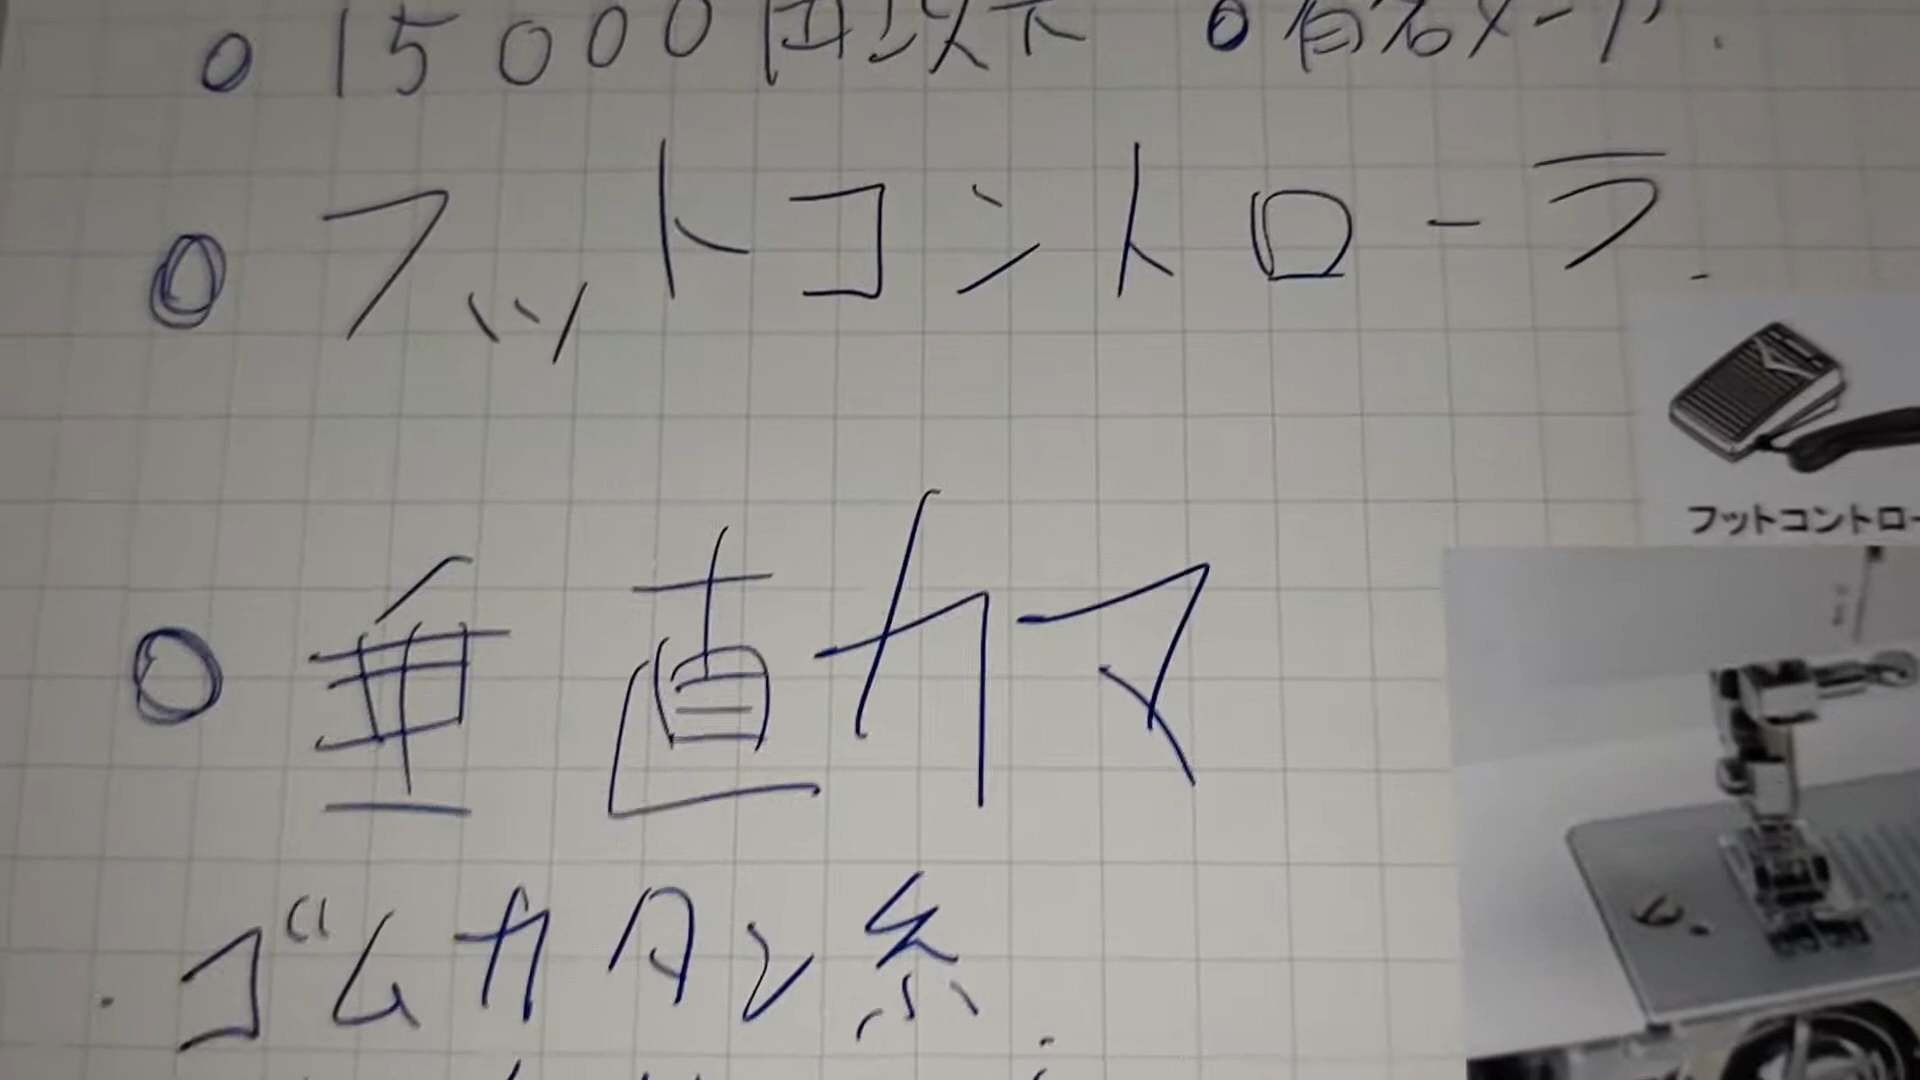 ○15000円以下 ○有名メーカ.
○フットコントローラ.
フットコントロー
○垂直カマ
・ゴムカタン糸.